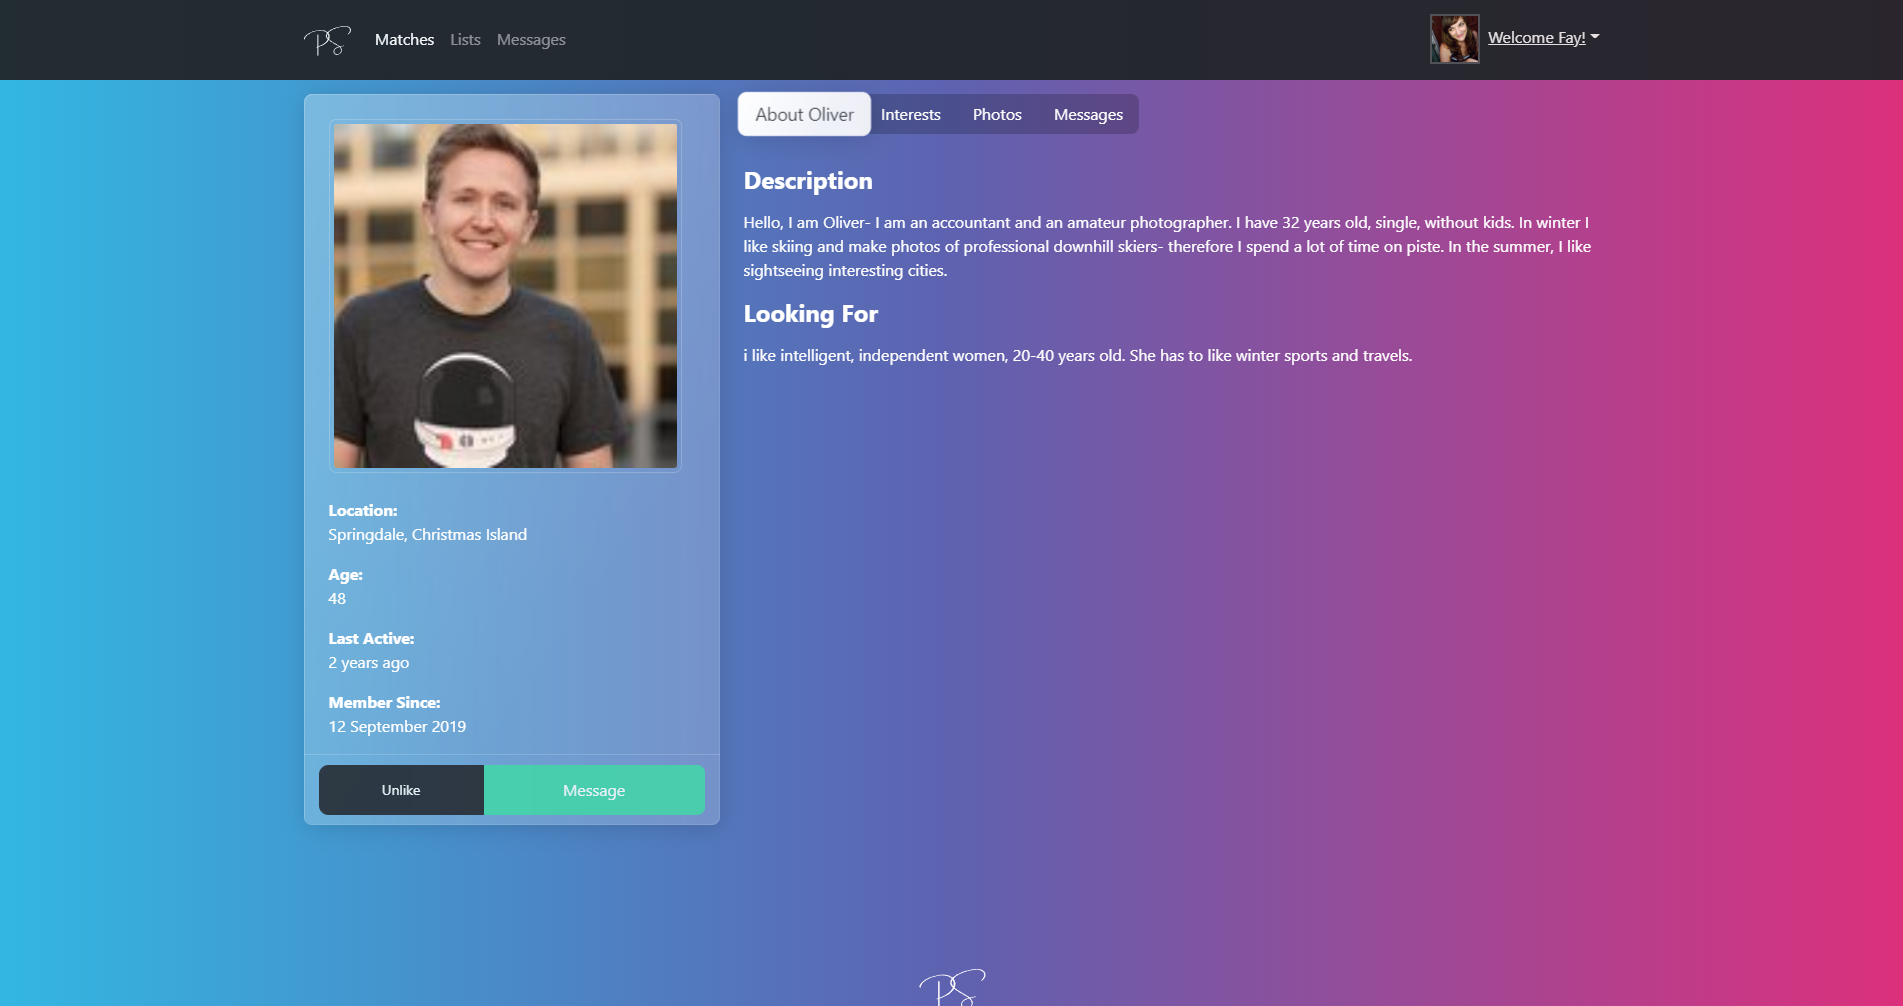 PS
Matches
Lists
Messages
Welcome Fay!
About Oliver
Interests
Photos
Messages
Description
Hello, I am Oliver- I am an accountant and an amateur photographer. I have 32 years old, single, without kids. In winter I
like skiing and make photos of professional downhill skiers- therefore I spend a lot of time on piste. In the summer, I like
sightseeing interesting cities.
Looking For
i like intelligent, independent women, 20-40 years old. She has to like winter sports and travels.
Location:
Springdale, Christmas Island
Age:
48
Last Active:
2 years ago
Member Since:
12 September 2019
Unlike
Message
PS